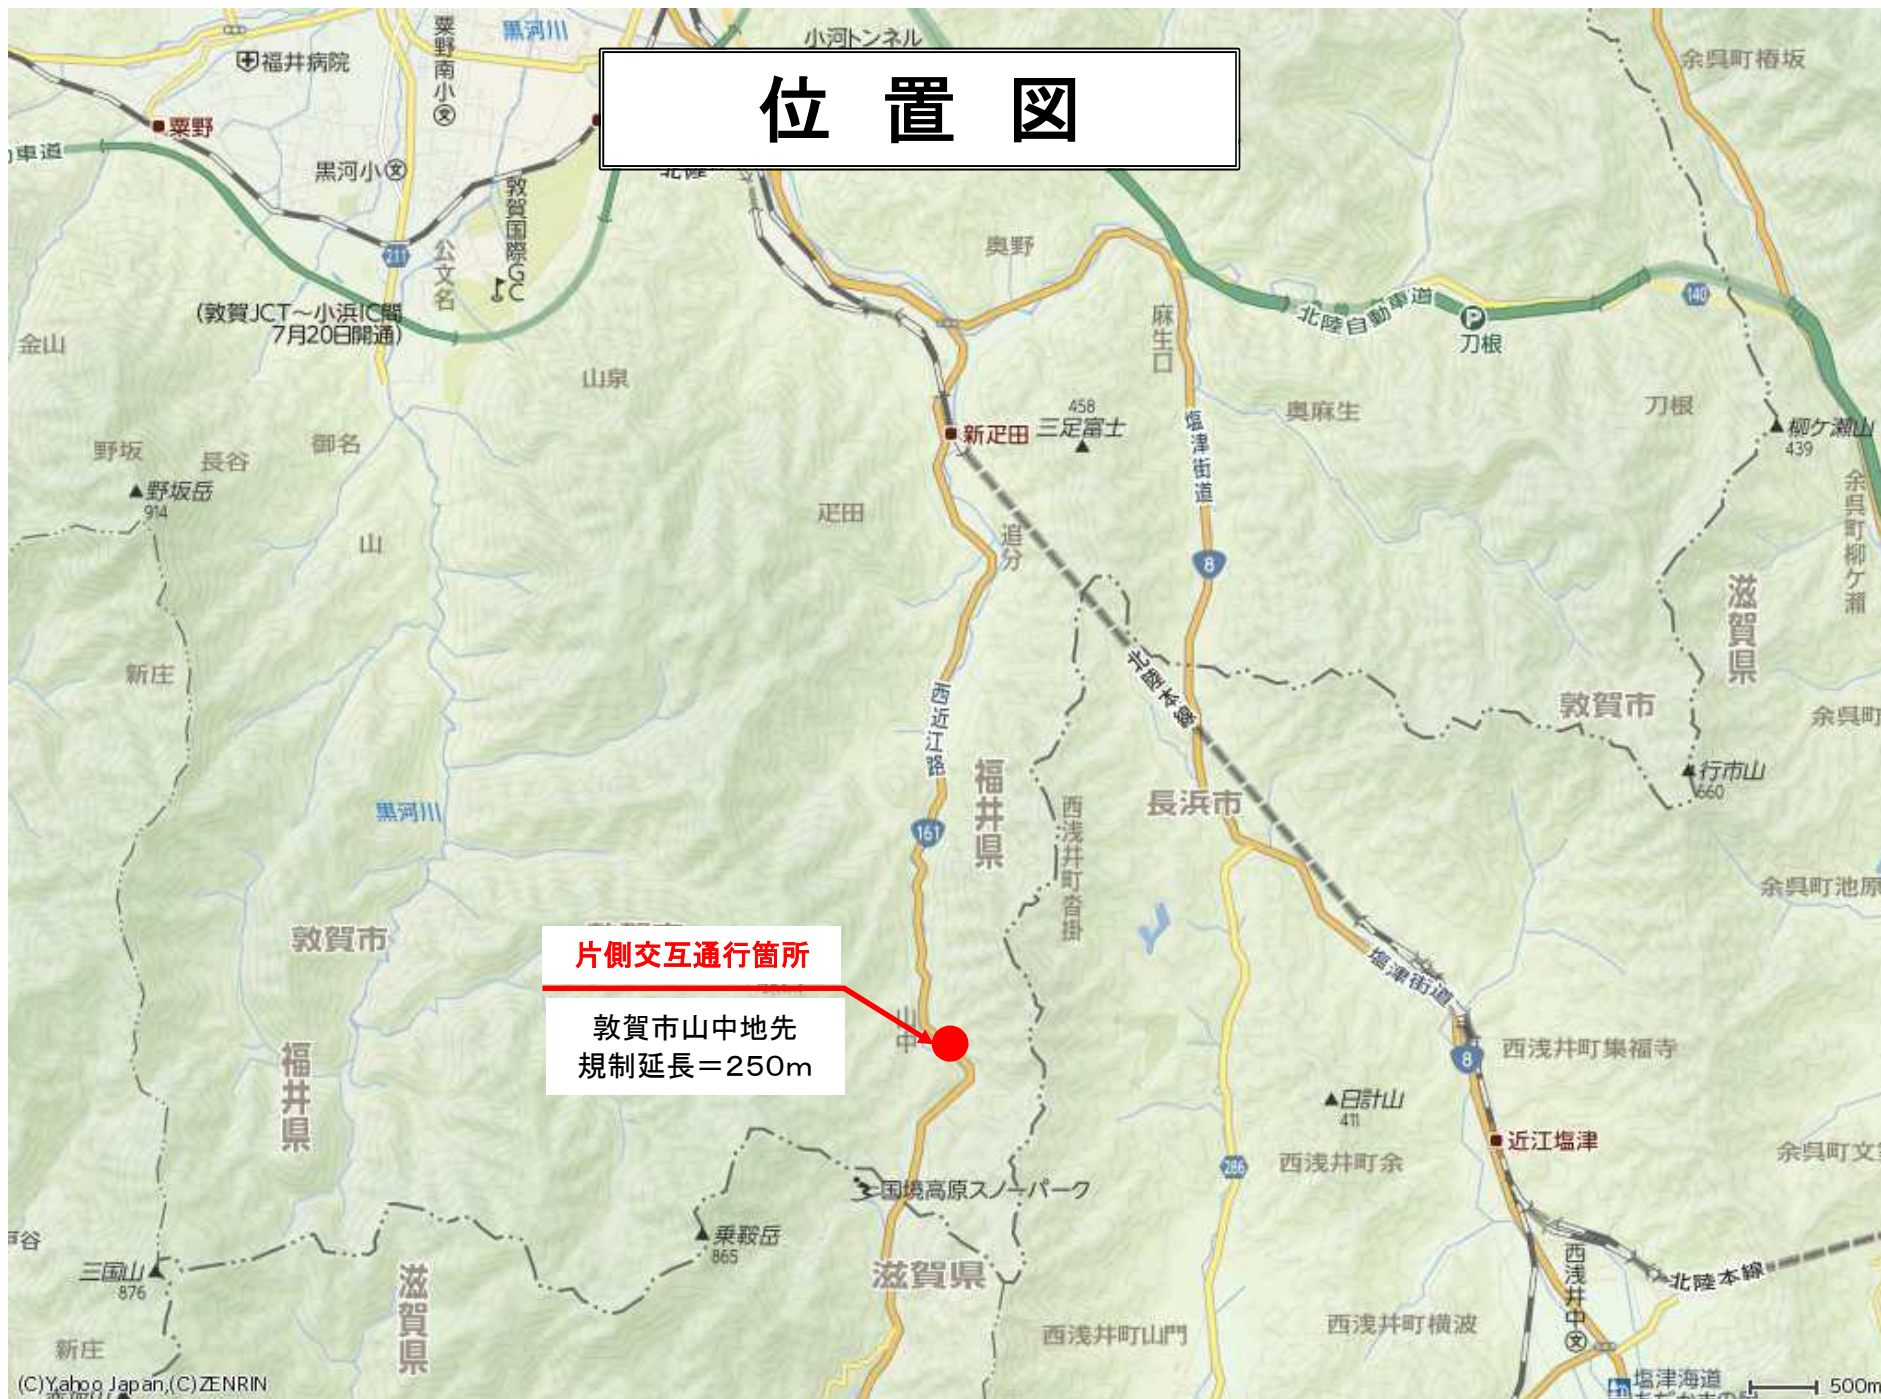 位置図
小河トンネル
黒河川
粟野南小
福井病院
余呉町椿坂
粟野
車道
黒河小
敦賀国際GC
北陸
211
公文名
奥野
(敦賀JCT～小浜IC間
7月20日開通)
麻生口
北陸自動車道
140
刀根
金山
山泉
458
三足富士
新疋田
奥麻生
刀根
柳ケ瀬山
439
塩津街道
野坂
長谷
御名
野坂岳
914
疋田
追分
山
8
余呉町柳ケ瀬
滋賀県
新庄
北陸本線
敦賀市
余呉町
西近江路
福井県
行市山
660
長浜市
西浅井町沓掛
黒河川
161
余呉町池原
敦賀市
片側交互通行箇所
敦賀市山中地先
規制延長＝250m
山中
塩津街道
8
西浅井町集福寺
福井県
日計山
411
近江塩津
西浅井町余
286
余呉町文
国境高原スノーパーク
乗鞍岳
865
戸谷
三国山
876
滋賀県
滋賀県
西浅井中
北陸本線
西浅井町山門
西浅井町横波
新庄
塩津海道
(C)Yahoo Japan,(C)ZENRIN
500m